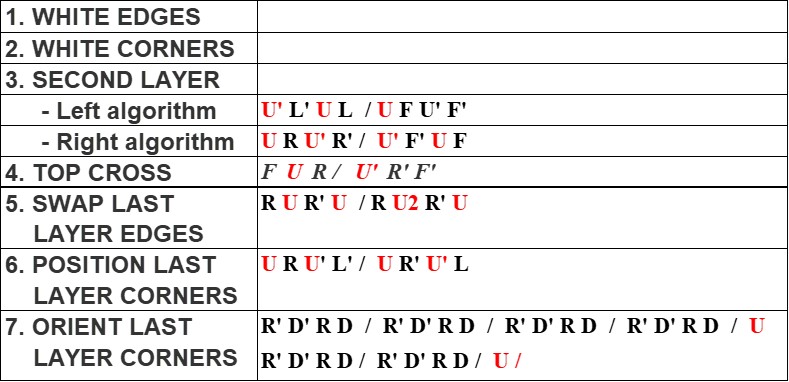 1. WHITE EDGES
2. WHITE CORNERS
3. SECOND LAYER
- Left algorithm U' L' U L / U F U' F'
- Right algorithm U R U' R' / U' F' U F
4. TOP CROSS F U R / U' R' F'
5. SWAP LAST R U R' U / R U2 R' U
LAYER EDGES
6. POSITION LAST U R U' L' / U R' U' L
LAYER CORNERS
7. ORIENT LAST R' D' R D / R' D' R D / R' D' R D / R' D' R D / U
LAYER CORNERS R' D' R D / R' D' R D / U /